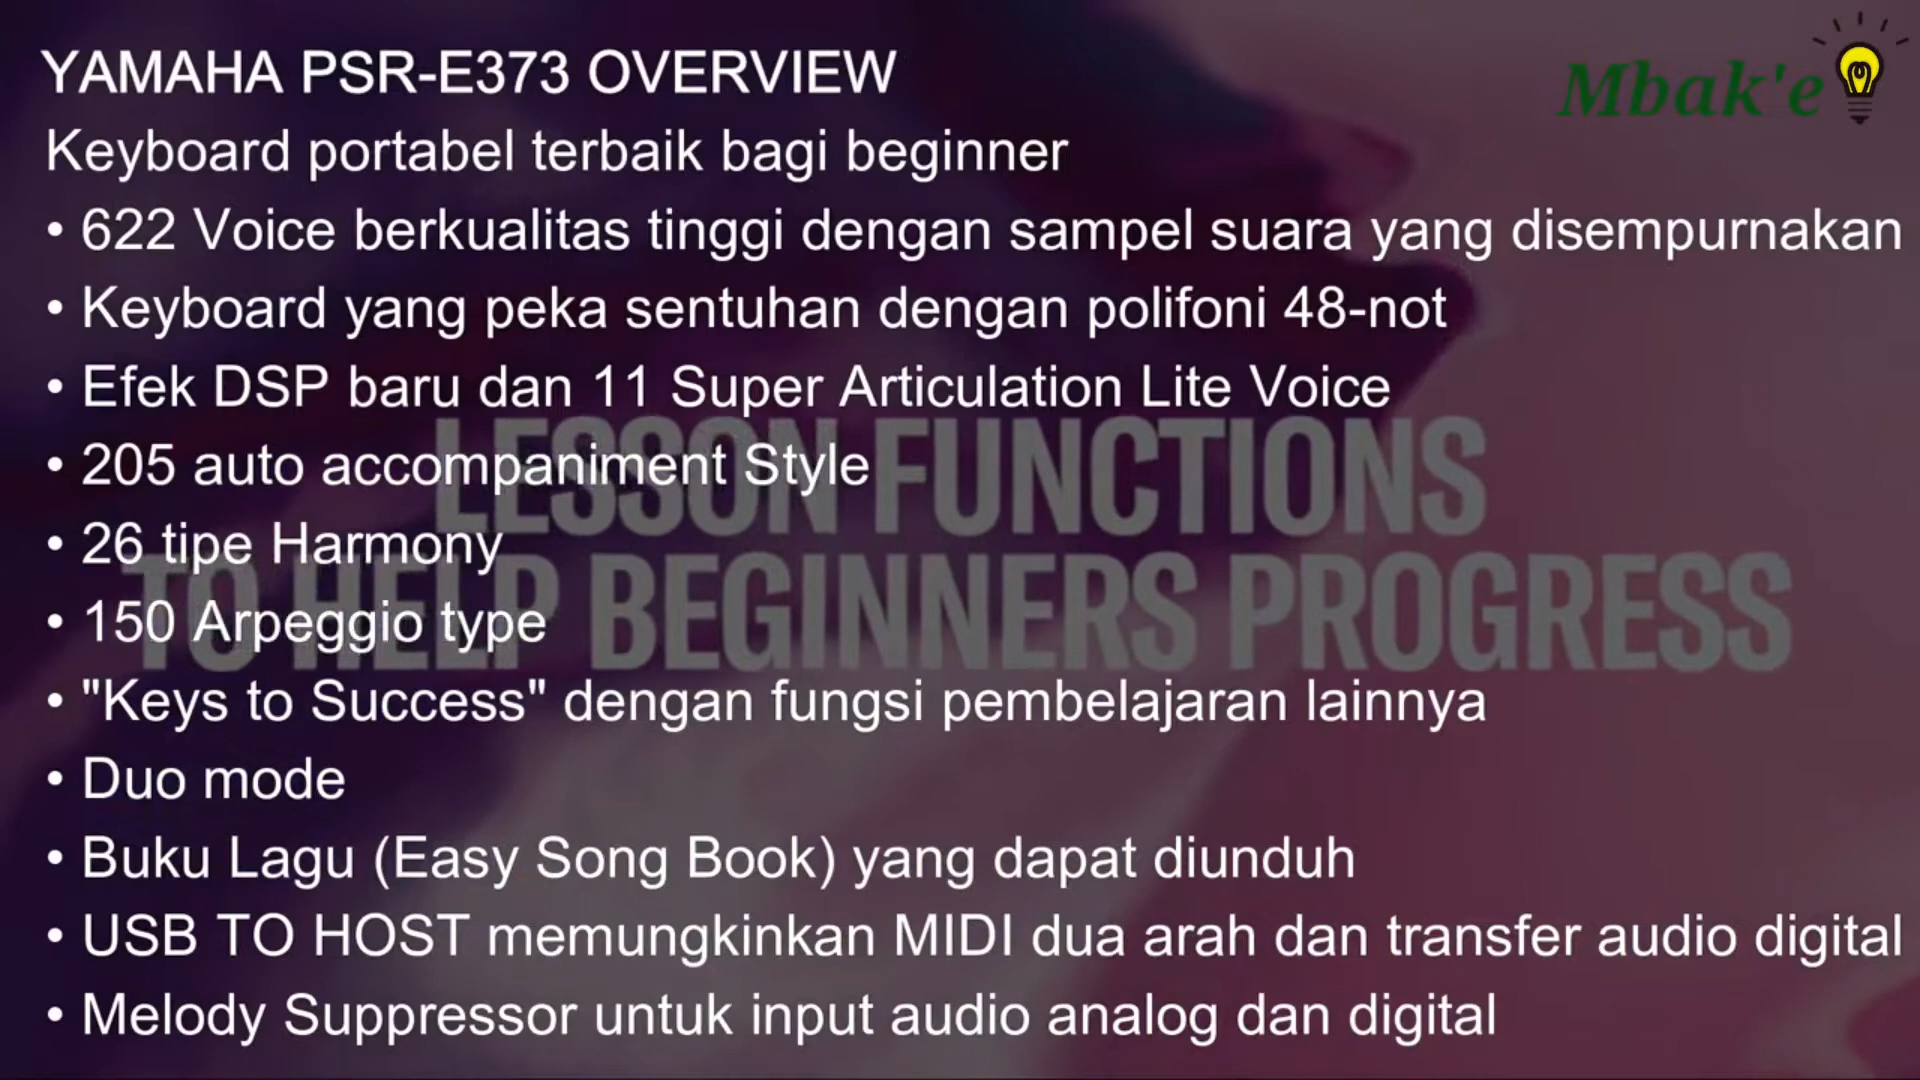 YAMAHA PSR-E373 OVERVIEW
Mbak'e
Keyboard portabel terbaik bagi beginner
• 622 Voice berkualitas tinggi dengan sampel suara yang disempurnakan
• Keyboard yang peka sentuhan dengan polifoni 48-not
• Efek DSP baru dan 11 Super Articulation Lite Voice
• 205 auto accompaniment Style
• 26 tipe Harmony
• 150 Arpeggio type
• "Keys to Success" dengan fungsi pembelajaran lainnya
• Duo mode
• Buku Lagu (Easy Song Book) yang dapat diunduh
• USB TO HOST memungkinkan MIDI dua arah dan transfer audio digital
• Melody Suppressor untuk input audio analog dan digital
LESSON FUNCTIONS
TO HELP BEGINNERS PROGRESS